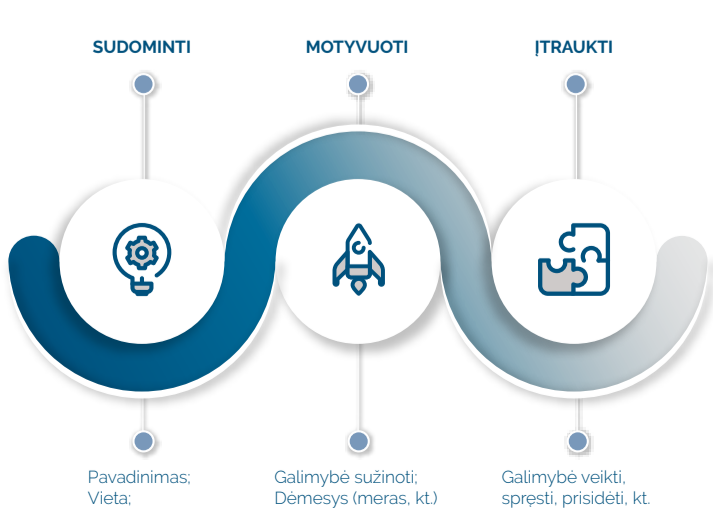 SUDOMINTI
MOTYVUOTI
ĮTRAUKTI
Pavadinimas;
Vieta;
Galimybė sužinoti;
Dėmesys (meras, kt.)
Galimybė veikti,
spręsti, prisidėti, kt.